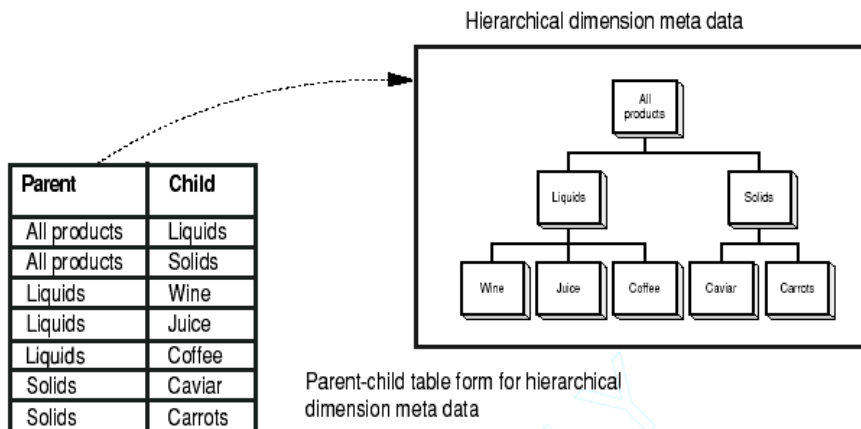 Hierarchical dimension meta data
All
products
Liquids
Solids
Wine
Juice
Coffee
Caviar
Carrots
Parent Child
All products Liquids
All products Solids
Liquids Wine
Liquids Juice
Liquids Coffee
Solids Caviar
Solids Carrots
Parent-child table form for hierarchical
dimension meta data